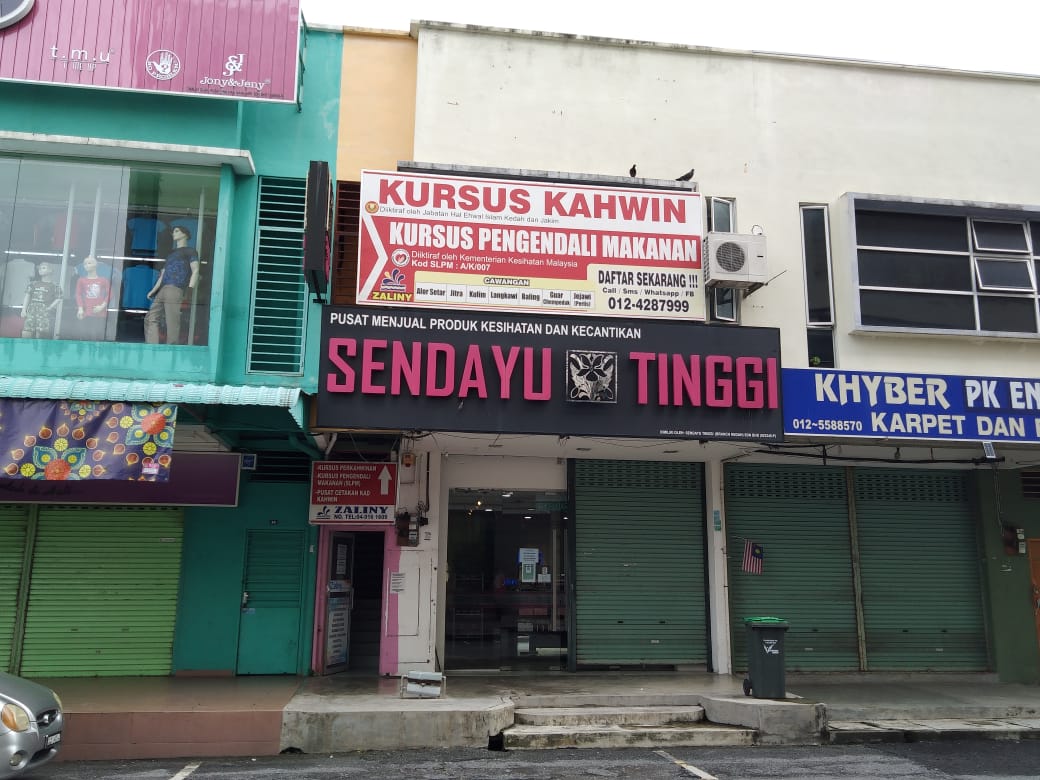 t.m.u
Jony&Jeny
KURSUS KAHWIN
Diiktiraf oleh Jabatan Hal Ehwal Islam Kedah dan Jakim
KURSUS PENGENDALI MAKANAN
Diiktiraf oleh Kementerian Kesihatan Malaysia
Kod SLPM : A/K/007
ZALINY
CAWANGAN
Alor Setar
Jitra
Kulim
Langkawi
Baling
Guar Chempedak
Jejawi (Perlis)
DAFTAR SEKARANG !!!
Call / Sms / Whatsapp / FB
012-4287999
PUSAT MENJUAL PRODUK KESIHATAN DAN KECANTIKAN
SENDAYU TINGGI
KHYBER PK EN
012~5588570
KARPET DAN
-KURSUS PERKAHWINAN
-KURSUS PENGENDALI
MAKANAN (SLPM)
-PUSAT CETAKAN KAD
KAHWIN
ZALINY